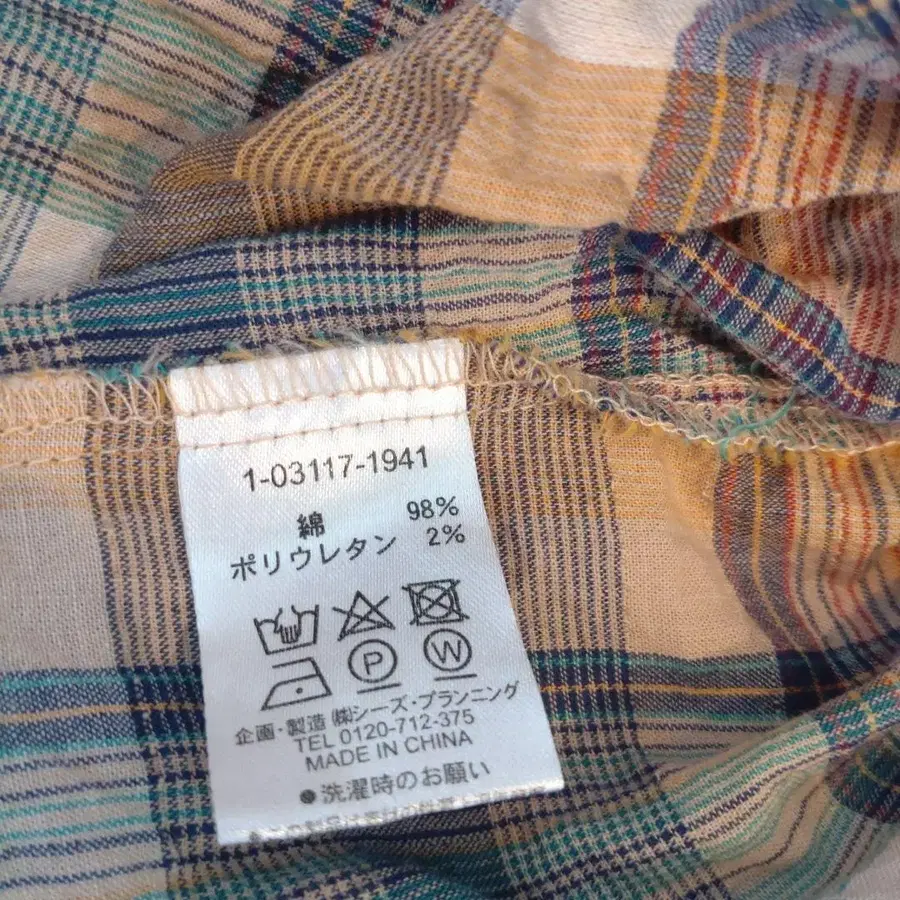 1-03117-1941
綿 98%
ポリウレタン 2%
P W
企画・製造 ㈱シーズ・プランニング
TEL 0120-712-375
MADE IN CHINA
●洗濯時のお願い